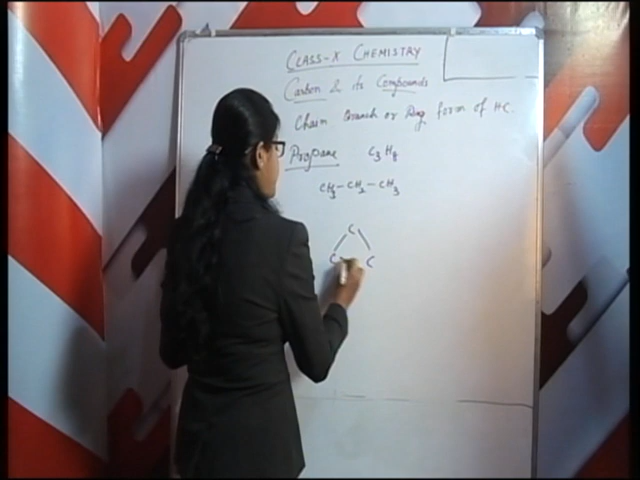 CLASS-X CHEMISTRY
Carbon & its Compounds
Chain Branch or Ring form of HC.
Propane C₃H₈
CH₃-CH₂-CH₃
C
C C